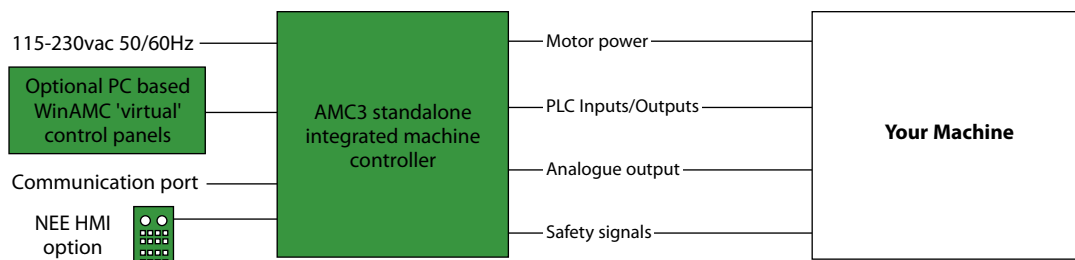 115-230vac 50/60Hz
Optional PC based
WinAMC 'virtual'
control panels
Communication port
NEE HMI
option
AMC3 standalone
integrated machine
controller
Motor power
PLC Inputs/Outputs
Analogue output
Safety signals
Your Machine